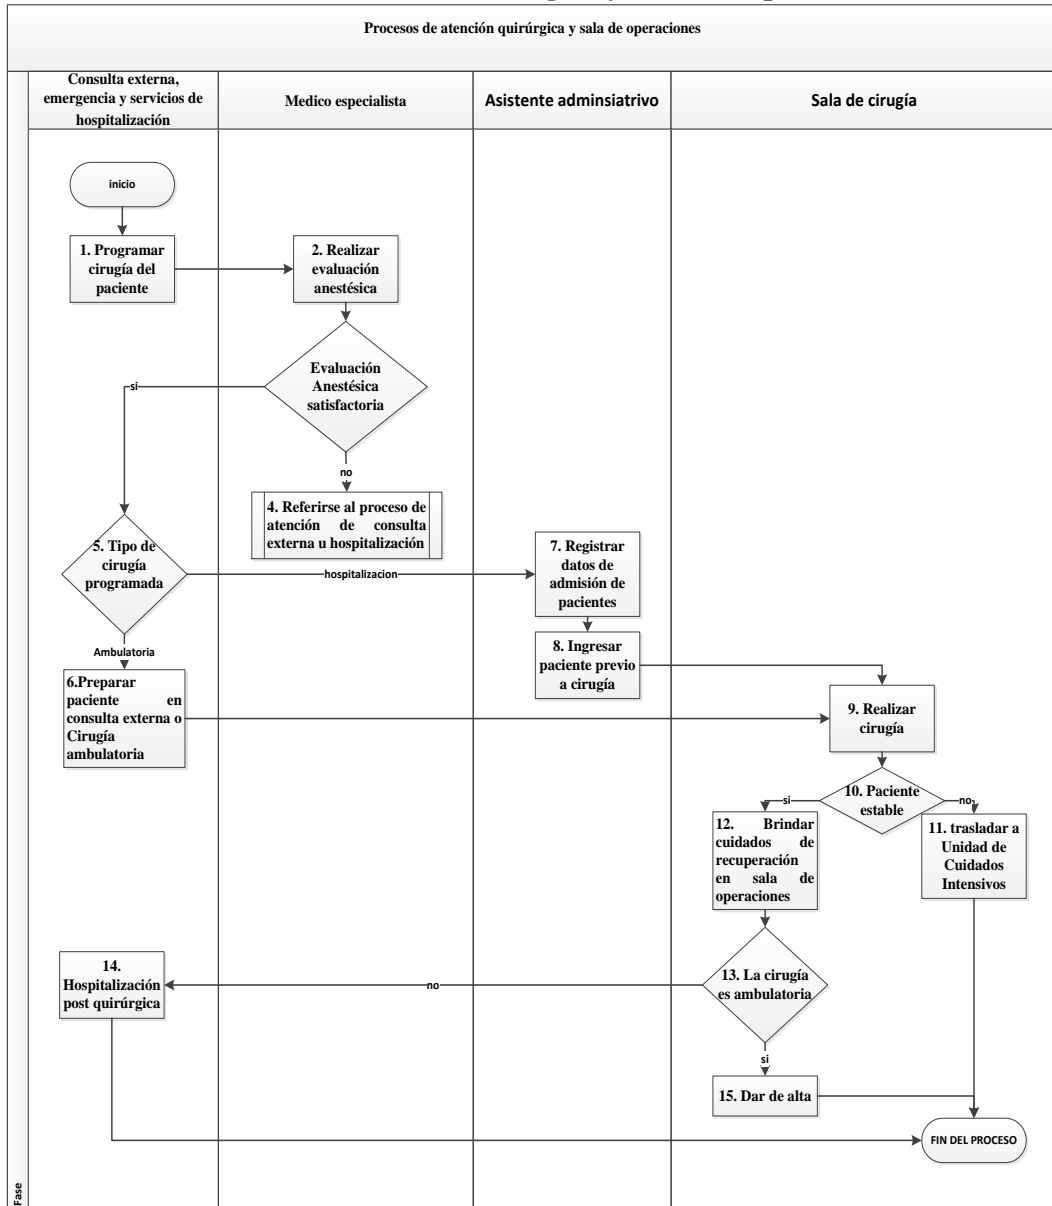 Procesos de atención quirúrgica y sala de operaciones
Consulta externa,
emergencia y servicios de
hospitalización
Medico especialista
Asistente adminsiatrivo
Sala de cirugía
inicio
1. Programar
cirugía del
paciente
2. Realizar
evaluación
anestésica
Evaluación
Anestésica
satisfactoria
si
no
4. Referirse al proceso de
atención de consulta
externa u hospitalización
5. Tipo de
cirugía
programada
hospitalizacion
7. Registrar
datos de
admisión de
pacientes
Ambulatoria
8. Ingresar
paciente previo
a cirugía
6.Preparar
paciente en
consulta externa o
Cirugía
ambulatoria
9. Realizar
cirugía
10. Paciente
estable
si
no
12. Brindar
cuidados de
recuperación
en sala de
operaciones
11. trasladar a
Unidad de
Cuidados
Intensivos
13. La cirugía
es ambulatoria
no
14.
Hospitalización
post quirúrgica
si
15. Dar de alta
FIN DEL PROCESO
Fase